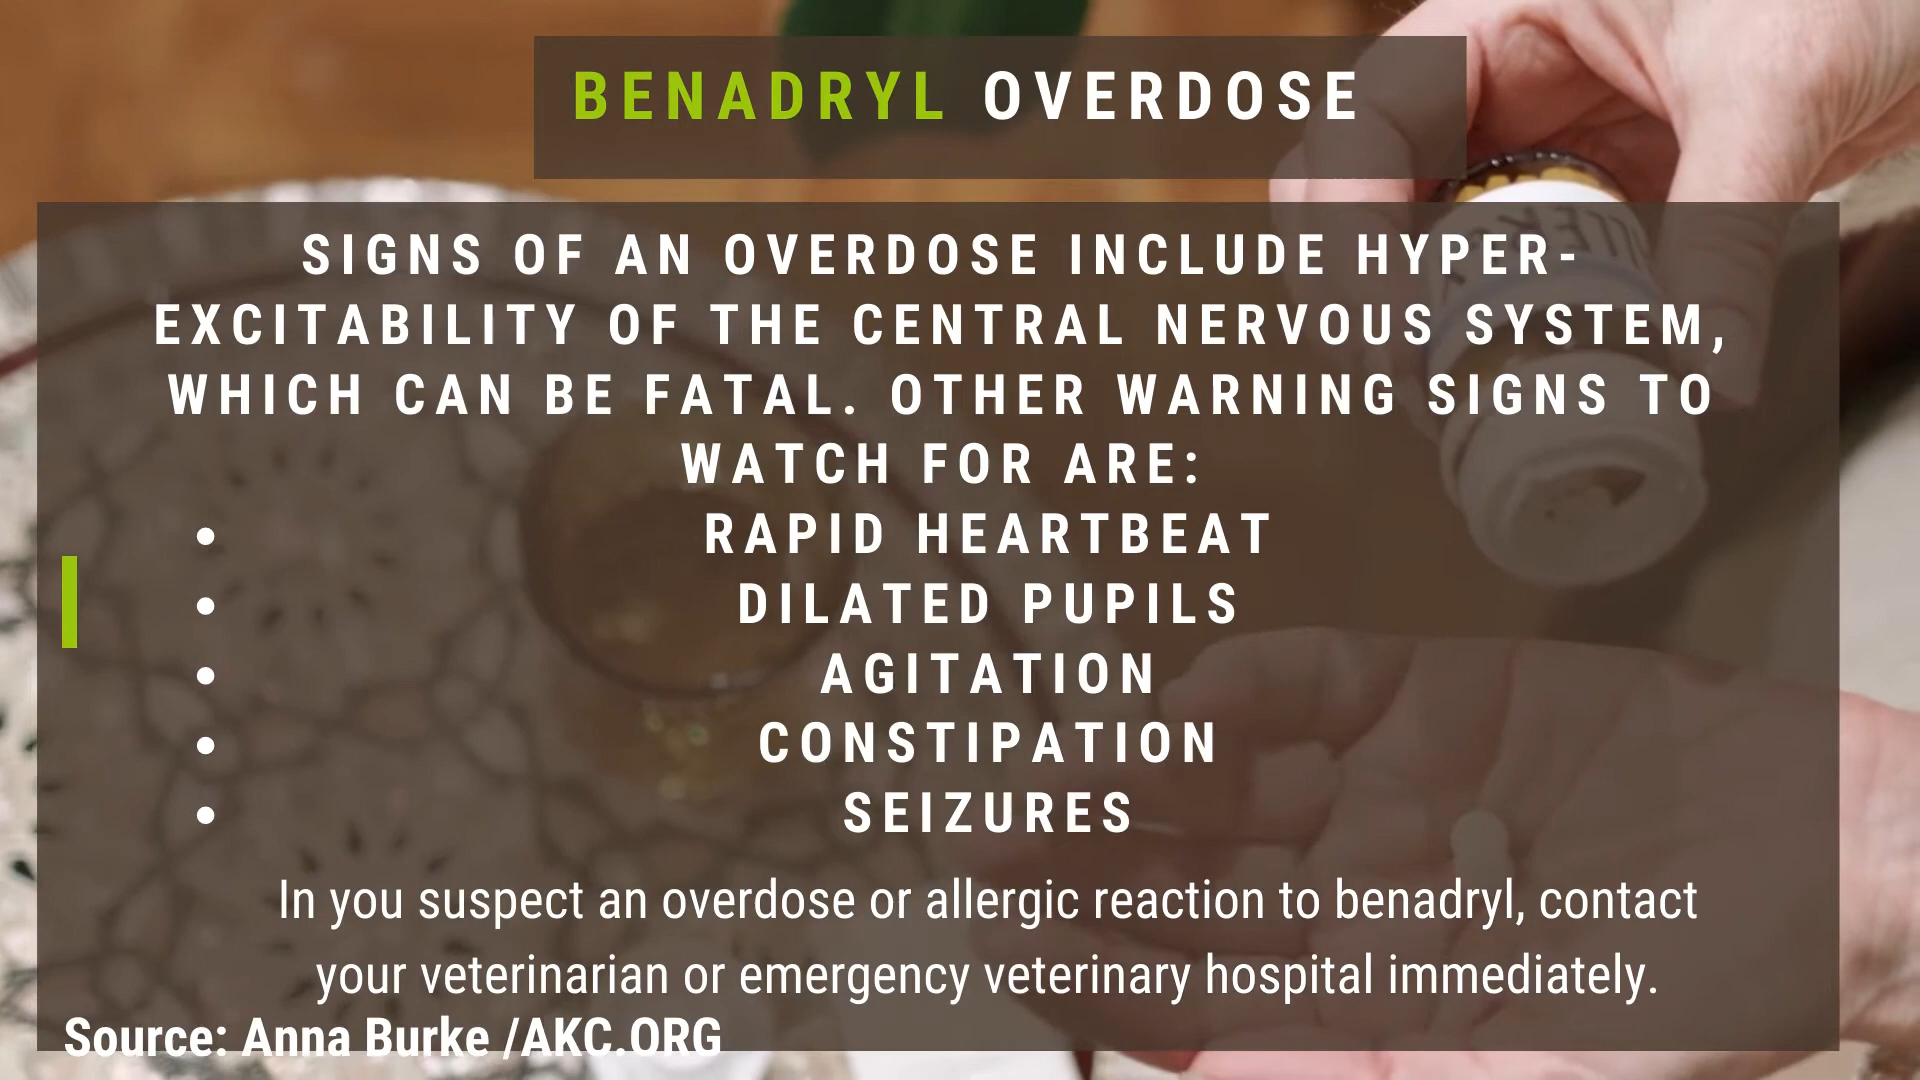 BENADRYL OVERDOSE
SIGNS OF AN OVERDOSE INCLUDE HYPER-
EXCITABILITY OF THE CENTRAL NERVOUS SYSTEM,
WHICH CAN BE FATAL. OTHER WARNING SIGNS TO
WATCH FOR ARE:
• RAPID HEARTBEAT
• DILATED PUPILS
• AGITATION
• CONSTIPATION
• SEIZURES
In you suspect an overdose or allergic reaction to benadryl, contact
your veterinarian or emergency veterinary hospital immediately.
Source: Anna Burke /AKC.ORG